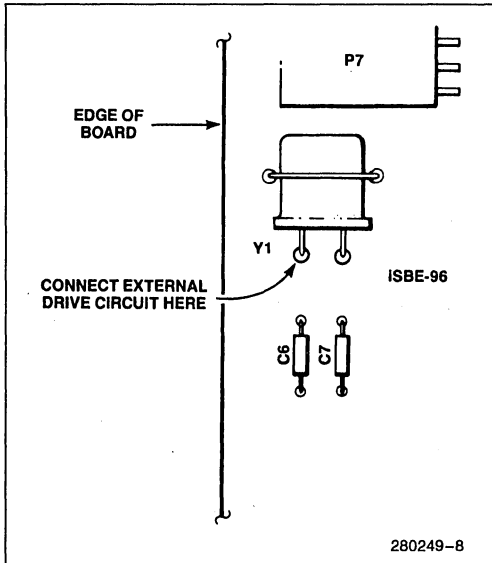 P7
EDGE OF
BOARD
Y1
iSBE-96
CONNECT EXTERNAL
DRIVE CIRCUIT HERE
C6
C7
280249-8